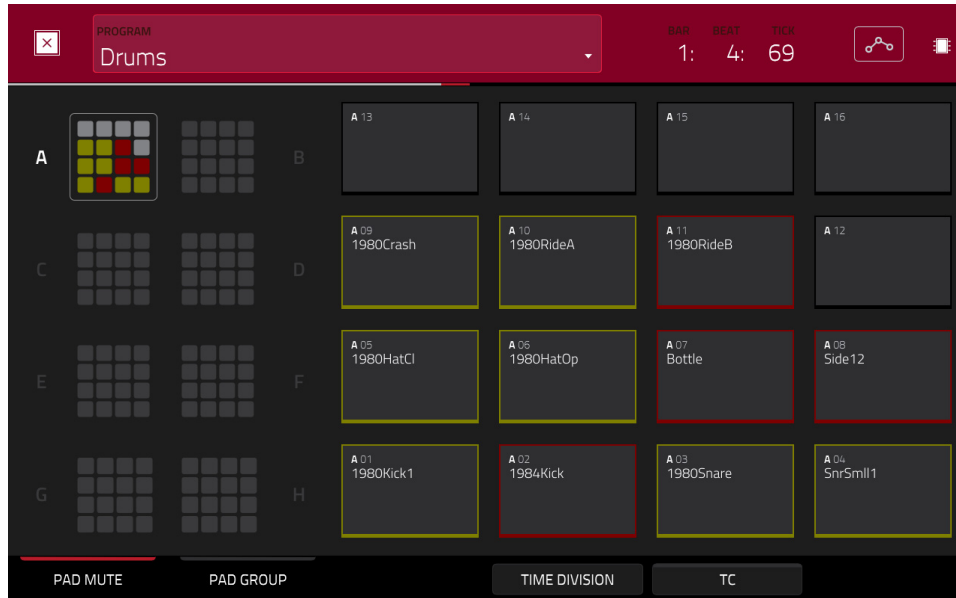 PROGRAM
Drums
BAR BEAT TICK
1: 4: 69
A
B
C
D
E
F
G
H
A 13
A 14
A 15
A 16
A 09
1980Crash
A 10
1980RideA
A 11
1980RideB
A 12
A 05
1980HatCl
A 06
1980HatOp
A 07
Bottle
A 08
Side12
A 01
1980Kick1
A 02
1984Kick
A 03
1980Snare
A 04
SnrSmll1
PAD MUTE
PAD GROUP
TIME DIVISION
TC